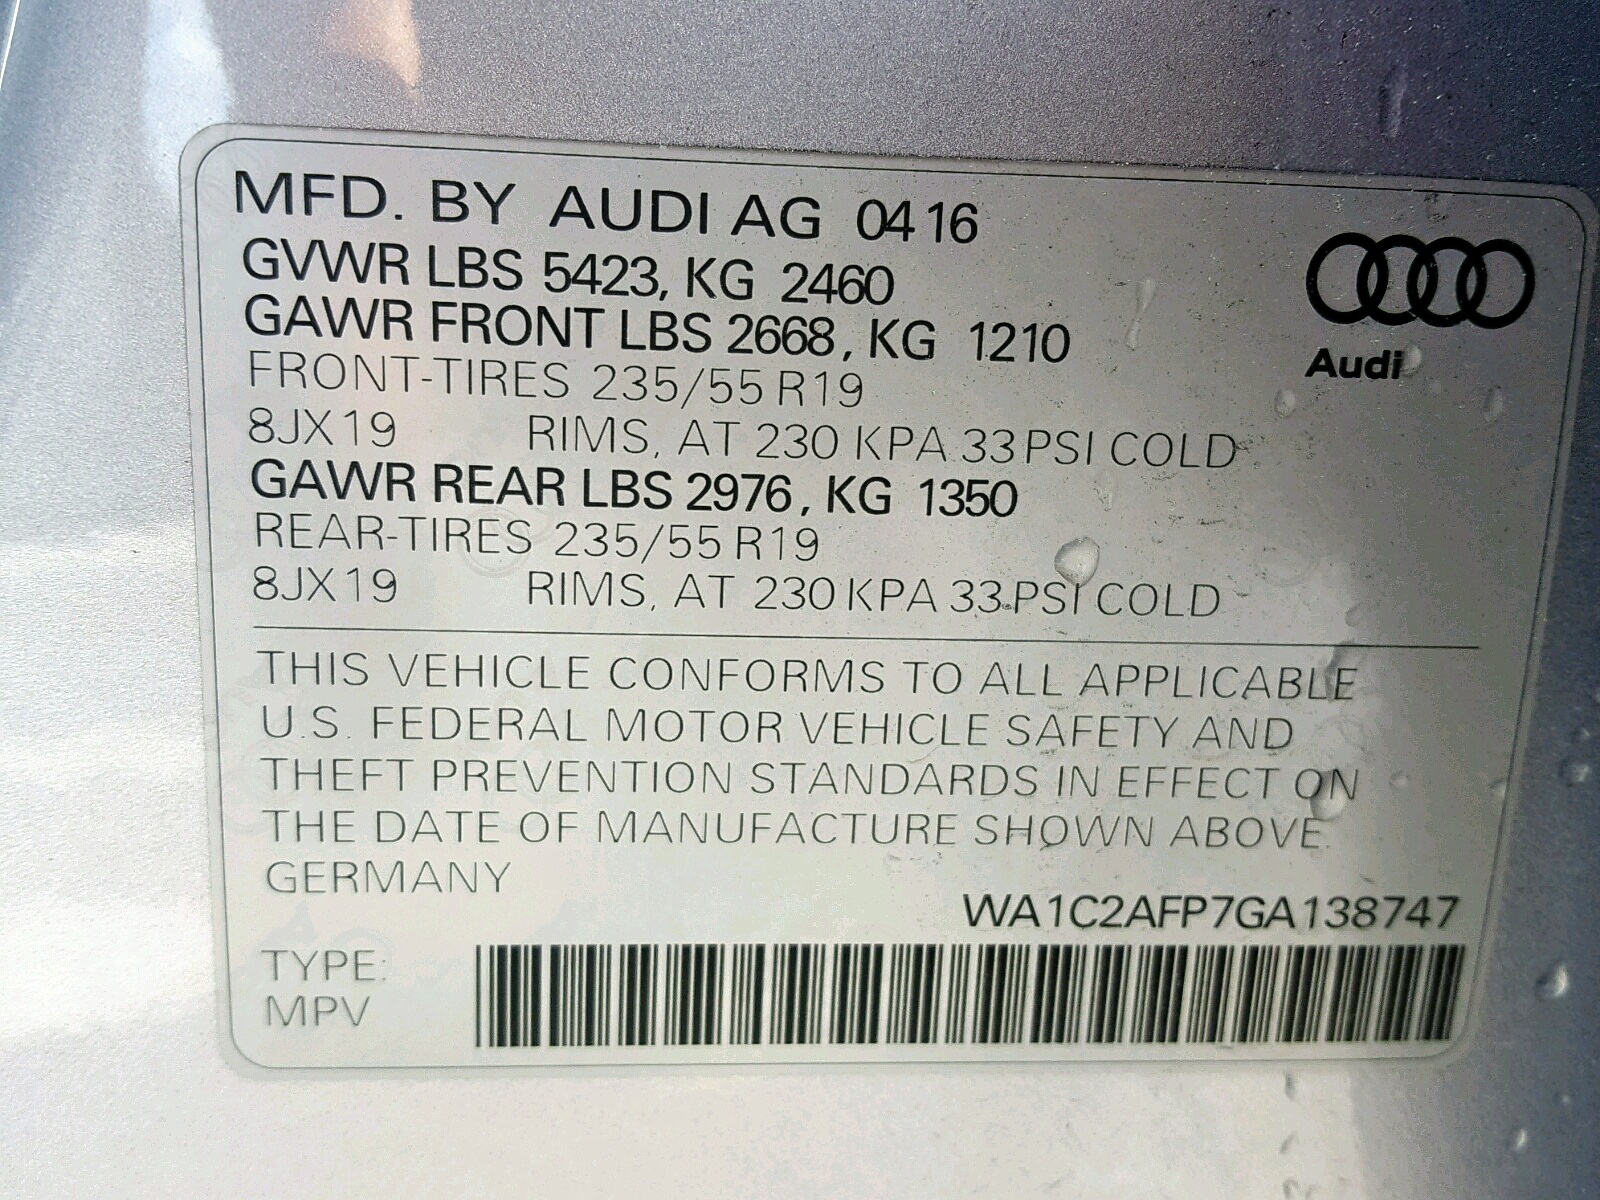 MFD. BY AUDI AG 04 16
GVWR LBS 5423, KG 2460
GAWR FRONT LBS 2668, KG 1210
FRONT-TIRES 235/55 R19
8JX19 RIMS, AT 230 KPA 33 PSI COLD
GAWR REAR LBS 2976, KG 1350
REAR-TIRES 235/55 R19
8JX19 RIMS, AT 230 KPA 33 PSI COLD
Audi
THIS VEHICLE CONFORMS TO ALL APPLICABLE
U.S. FEDERAL MOTOR VEHICLE SAFETY AND
THEFT PREVENTION STANDARDS IN EFFECT ON
THE DATE OF MANUFACTURE SHOWN ABOVE.
GERMANY
WA1C2AFP7GA138747
TYPE:
MPV